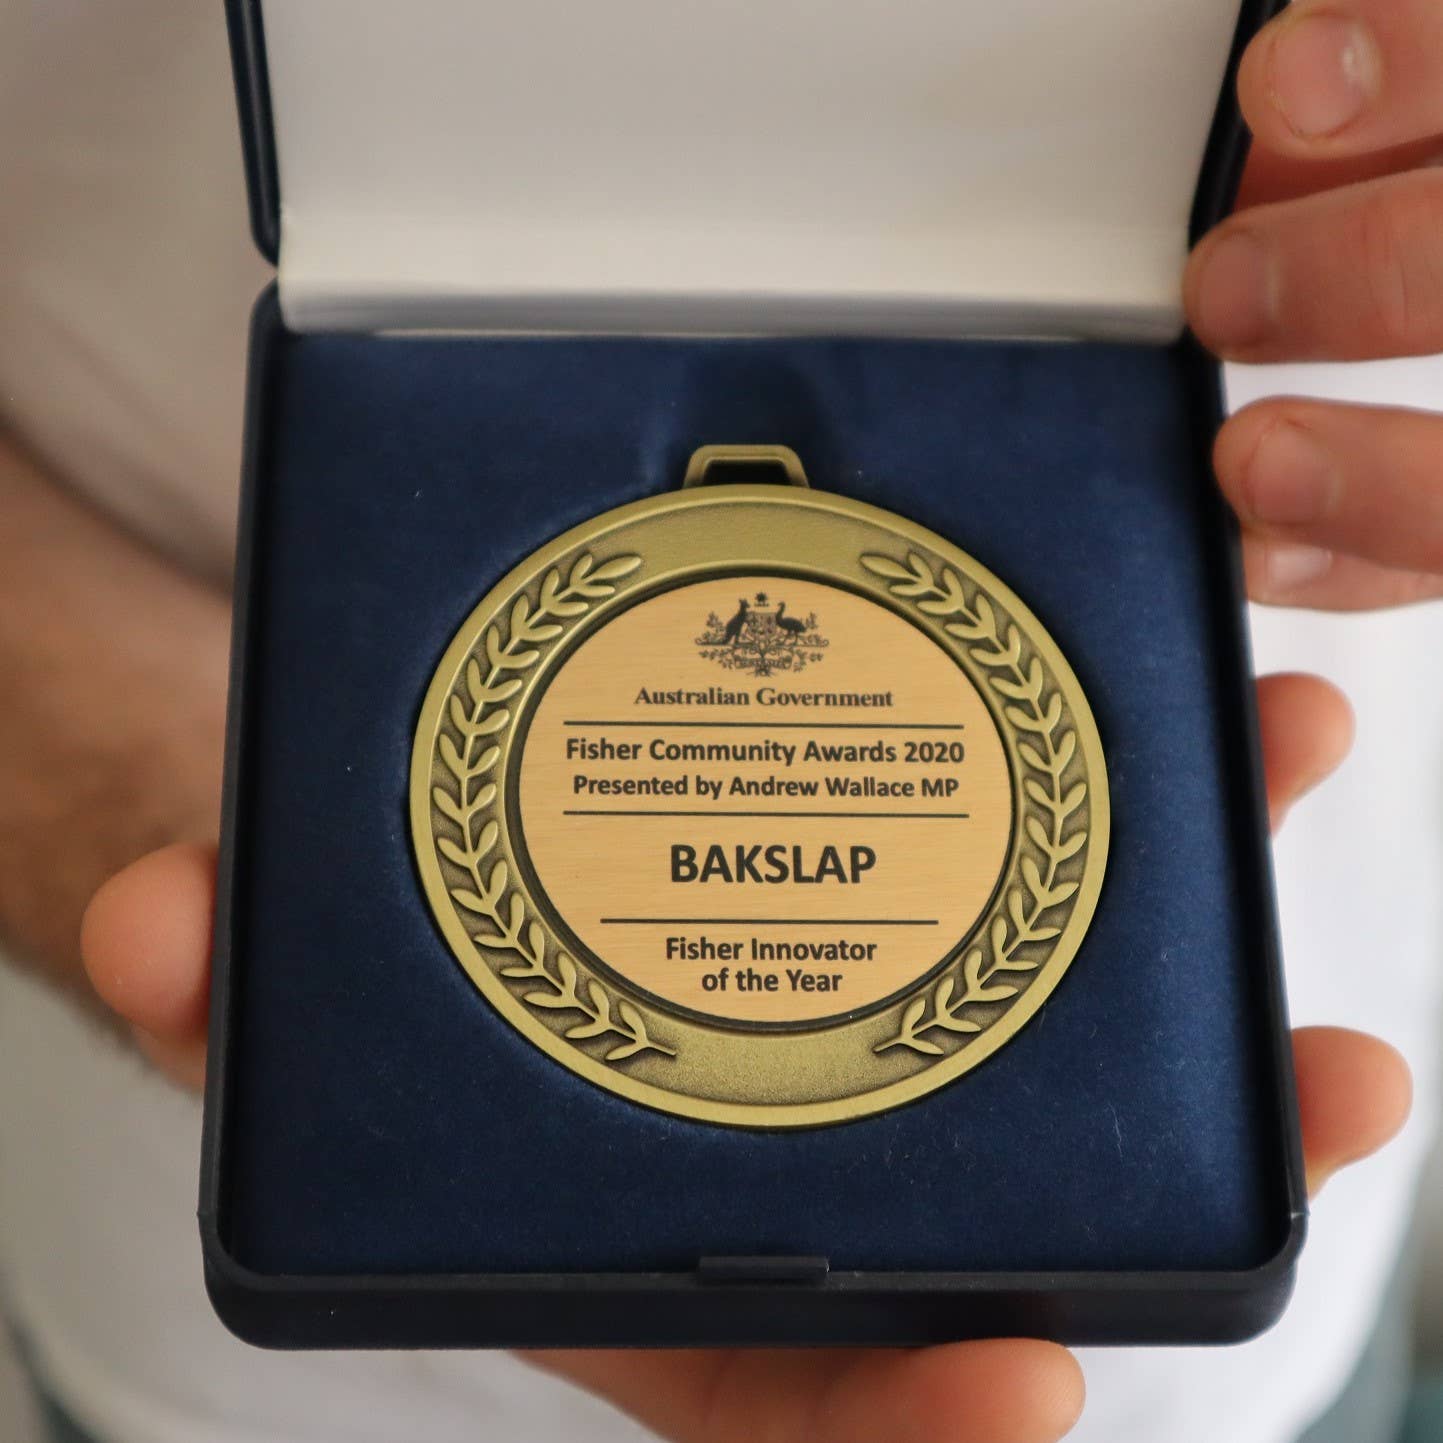 Australian Government
Fisher Community Awards 2020
Presented by Andrew Wallace MP
BAKSLAP
Fisher Innovator
of the Year